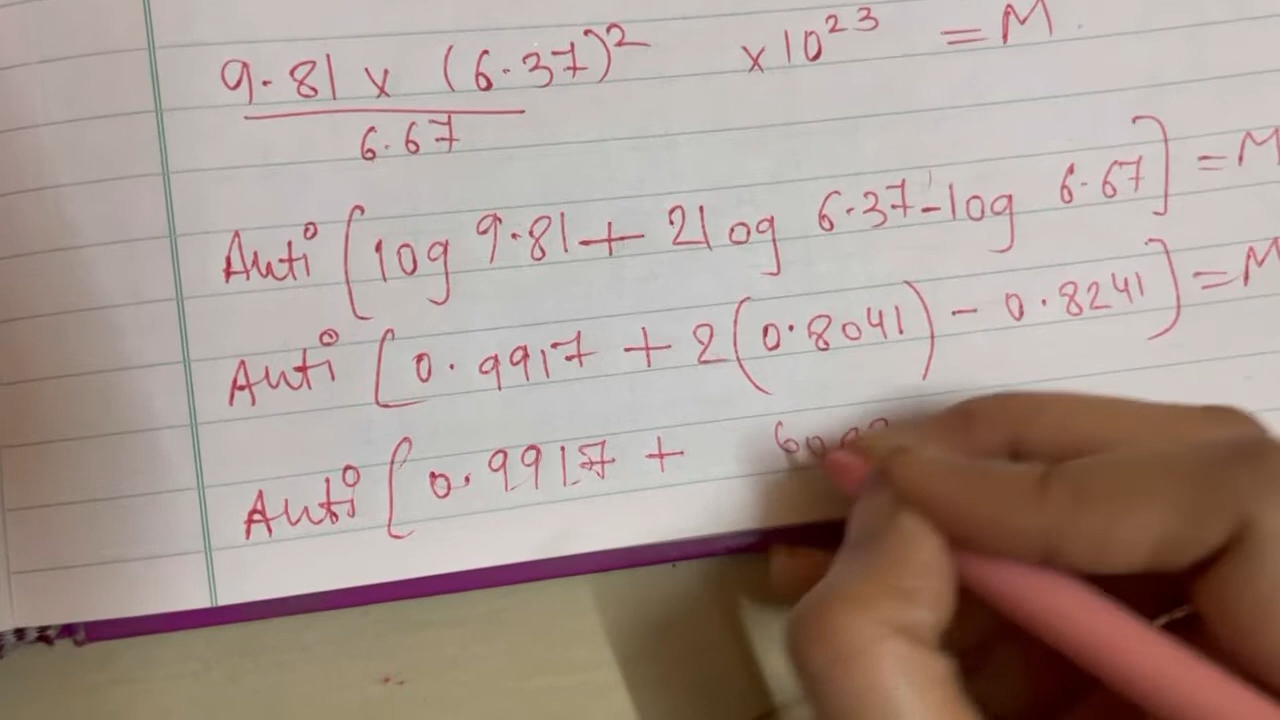 9.81 x (6.37)² x10²³ = M
6.67
Anti [log 9.81 + 2log 6.37 - log 6.67] = M
Anti [0.9917 + 2(0.8041) - 0.8241] = M
Anti [0.9917 +